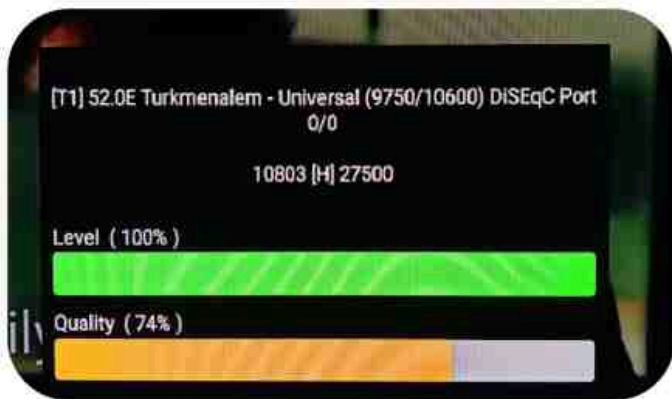 [T1] 52.0E Turkmenalem - Universal (9750/10600) DiSEqC Port
0/0
10803 [H] 27500
Level ( 100% )
Quality ( 74% )